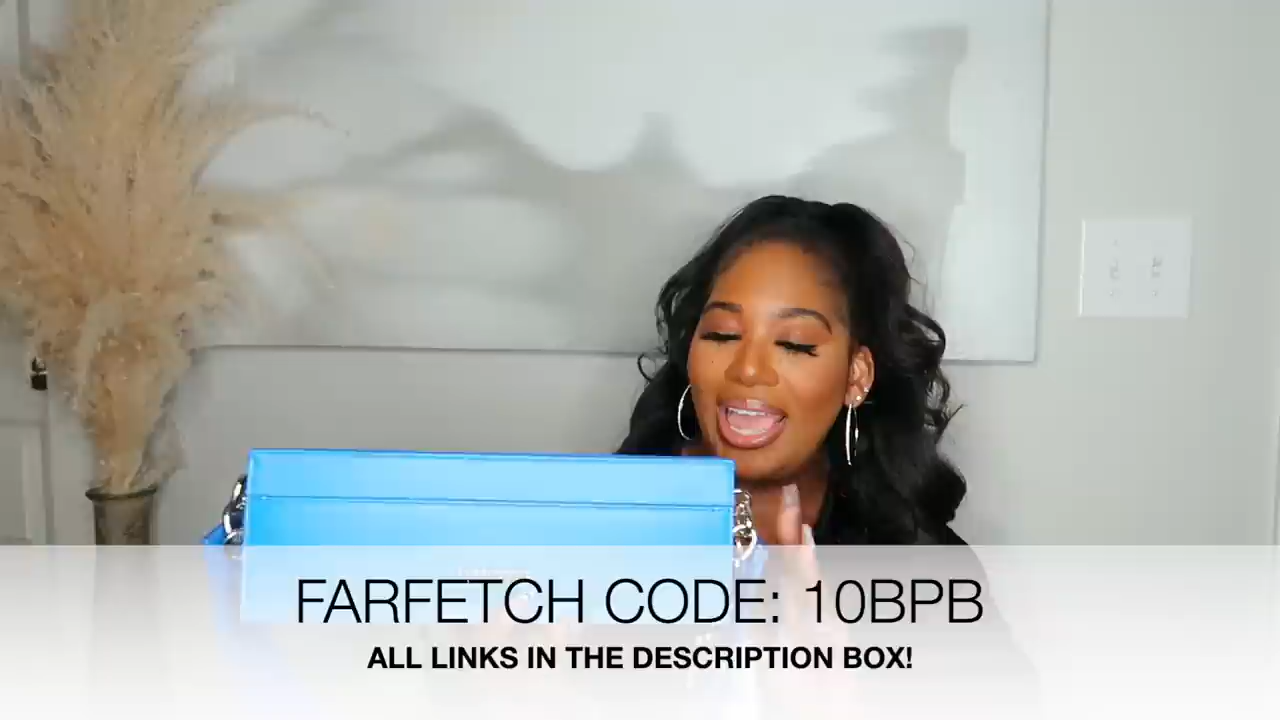 FARFETCH CODE: 10BPB
ALL LINKS IN THE DESCRIPTION BOX!